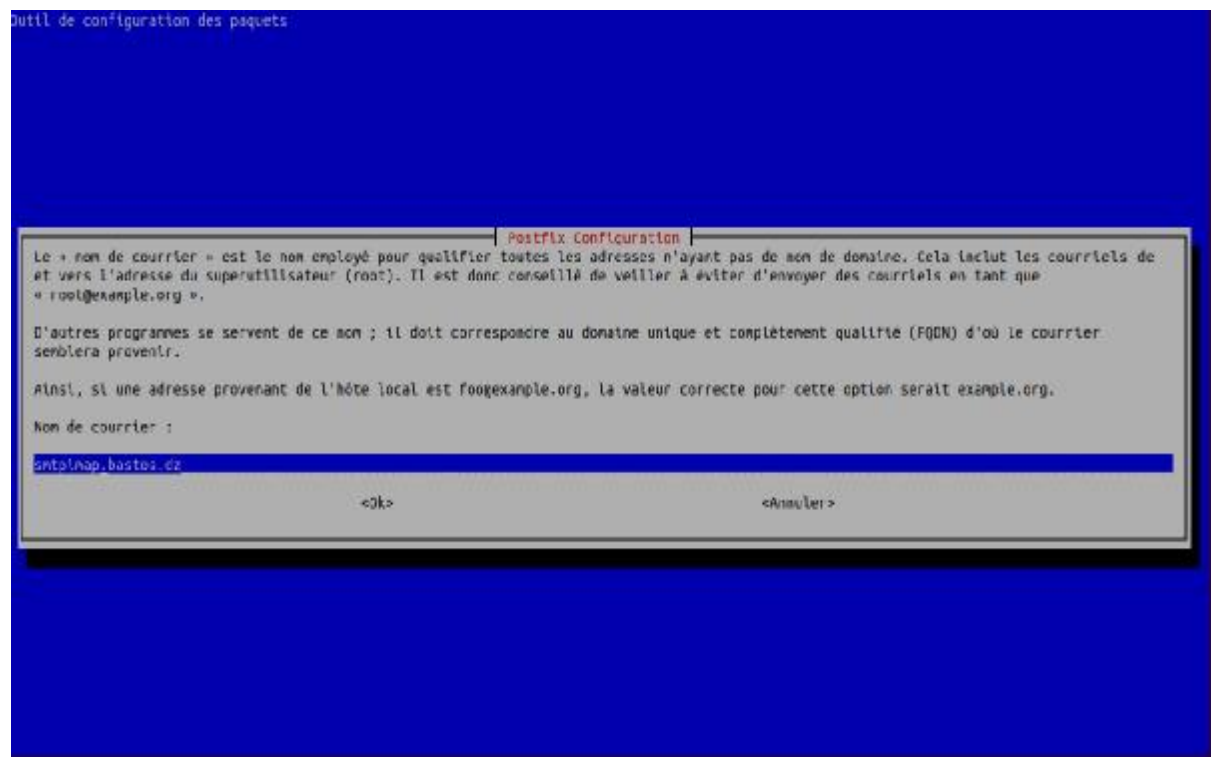 Outil de configuration des paquets
Postfix Configuration
Le « nom de courrier » est le nom employé pour qualifier toutes les adresses n'ayant pas de nom de domaine. Cela inclut les courriels de
et vers l'adresse du superutilisateur (root). Il est donc conseillé de veiller à éviter d'envoyer des courriels en tant que
« root@example.org ».
D'autres programmes se servent de ce nom ; il doit correspondre au domaine unique et complètement qualifié (FQDN) d'où le courrier
semblera provenir.
Ainsi, si une adresse provenant de l'hôte local est foo@example.org, la valeur correcte pour cette option serait example.org.
Nom de courrier :
smtpimap.bastos.dz
<Ok> <Annuler>